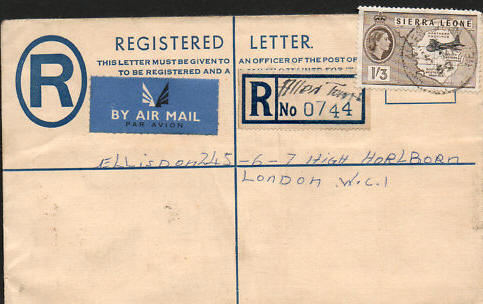 REGISTERED LETTER.
THIS LETTER MUST BE GIVEN TO AN OFFICER OF THE POST OF
TO BE REGISTERED AND A
R
SIERRA LEONE
1/3
BY AIR MAIL
PAR AVION
R No 0744
ELLISDON 245-6-7 HIGH HORLBORN
LONDON W.C.1